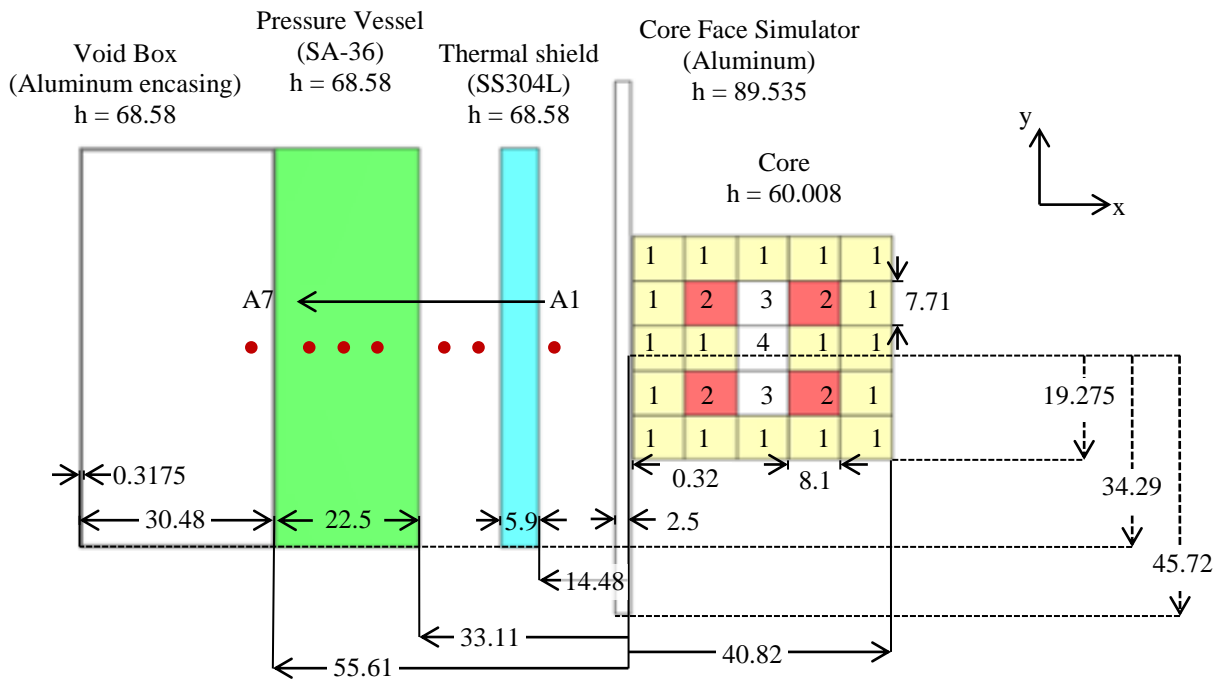 Void Box
(Aluminum encasing)
h = 68.58
Pressure Vessel
(SA-36)
h = 68.58
Thermal shield
(SS304L)
h = 68.58
Core Face Simulator
(Aluminum)
h = 89.535
Core
h = 60.008
y
x
1 1 1 1 1
1 2 3 2 1
1 1 4 1 1
1 2 3 2 1
1 1 1 1 1
7.71
A7
A1
19.275
34.29
45.72
0.3175
0.32
8.1
30.48
22.5
5.9
2.5
14.48
33.11
40.82
55.61